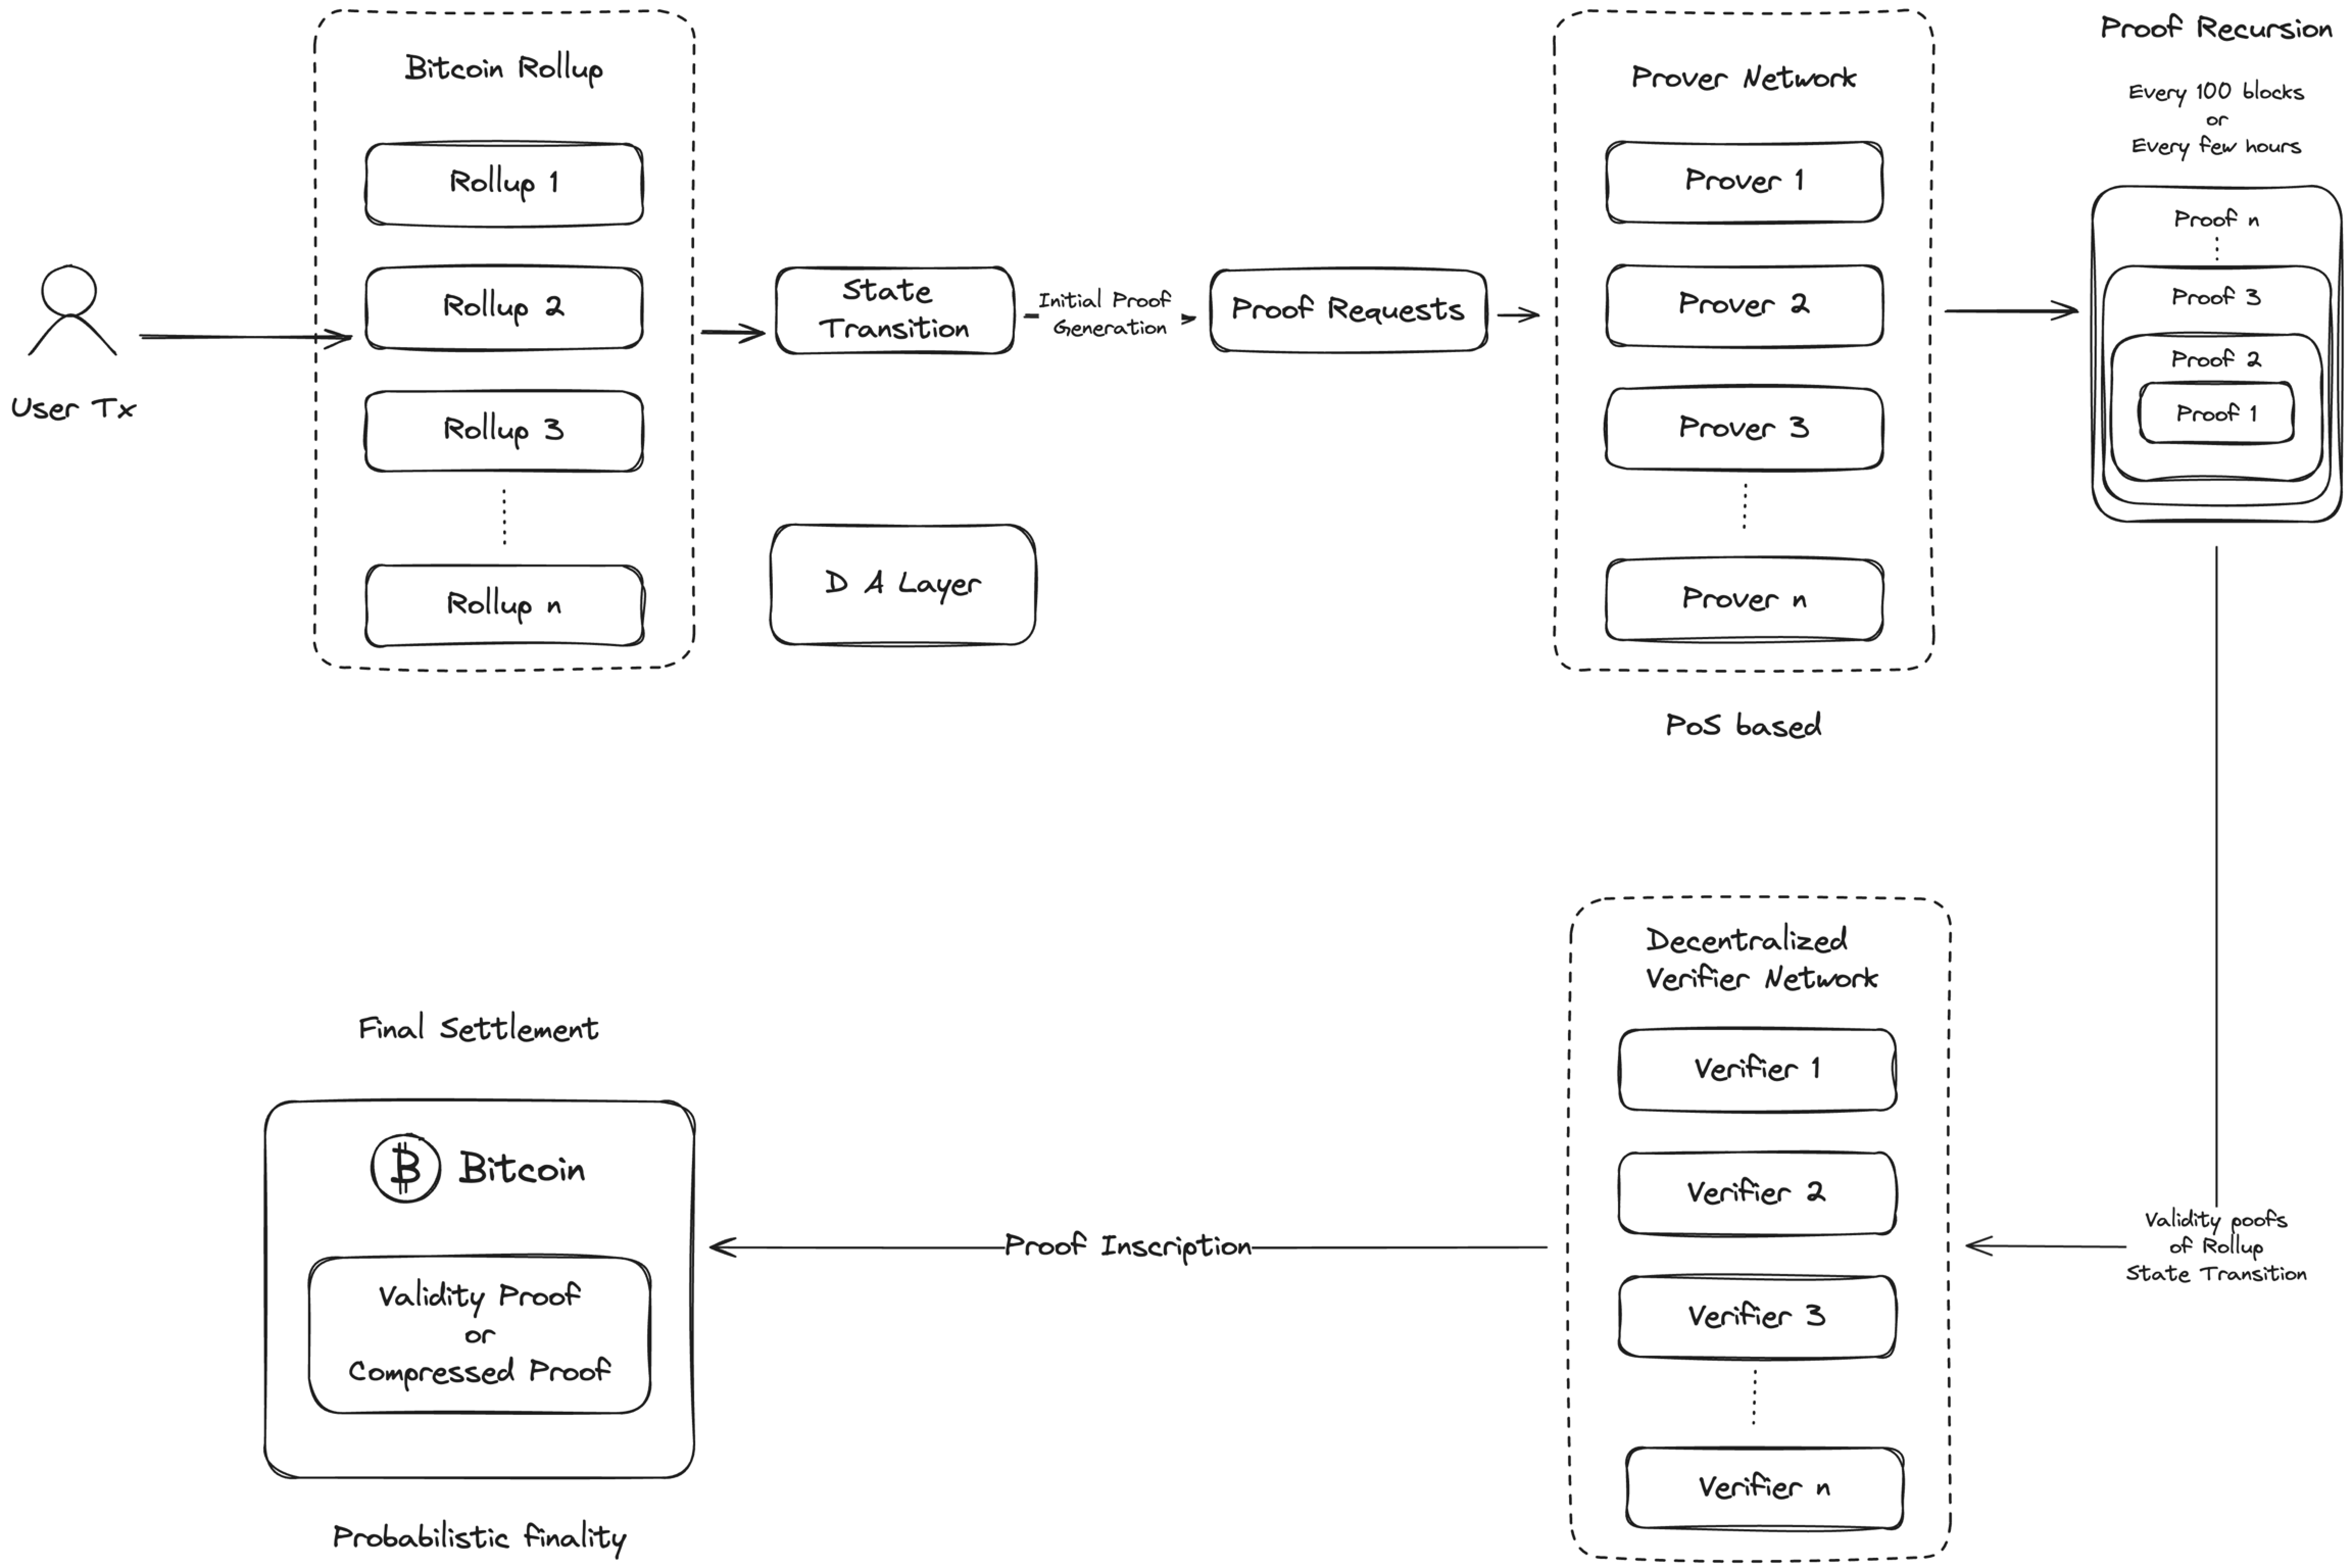 User Tx
Bitcoin Rollup
Rollup 1
Rollup 2
Rollup 3
Rollup n
State
Transition
D A Layer
Initial Proof
Generation
Proof Requests
Prover Network
Prover 1
Prover 2
Prover 3
Prover n
PoS based
Proof Recursion
Every 100 blocks
or
Every few hours
Proof n
Proof 3
Proof 2
Proof 1
Validity poofs
of Rollup
State Transition
Decentralized
Verifier Network
Verifier 1
Verifier 2
Verifier 3
Verifier n
Proof Inscription
Final Settlement
Bitcoin
Validity Proof
or
Compressed Proof
Probabilistic finality